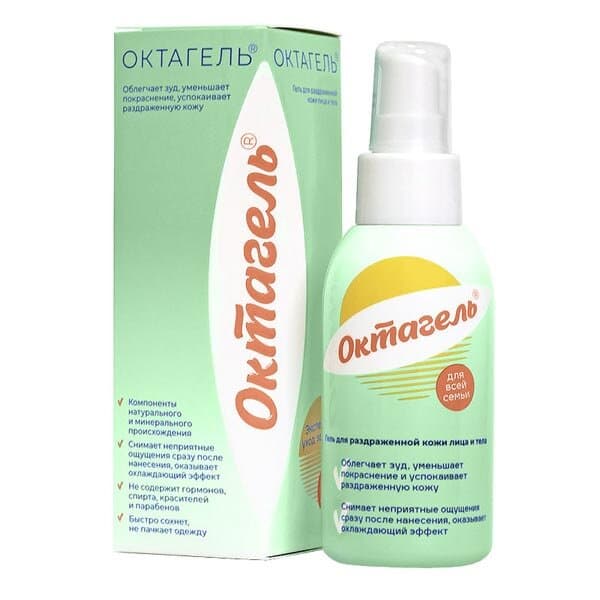 ОКТАГЕЛЬ®
Облегчает зуд, уменьшает
покраснение, успокаивает
раздраженную кожу
Октагель®
Компоненты
натурального
и минерального
происхождения
Снимает неприятные
ощущения сразу после
нанесения, оказывает
охлаждающий эффект
Не содержит гормонов,
спирта, красителей
и парабенов
Быстро сохнет,
не пачкает одежду
ОКТАГЕЛЬ®
Гель для раздраженной
кожи лица и тела
Октагель®
для
всей
семьи
Гель для раздраженной кожи лица и тела
Облегчает зуд, уменьшает
покраснение и успокаивает
раздраженную кожу
Снимает неприятные ощущения
сразу после нанесения, оказывает
охлаждающий эффект